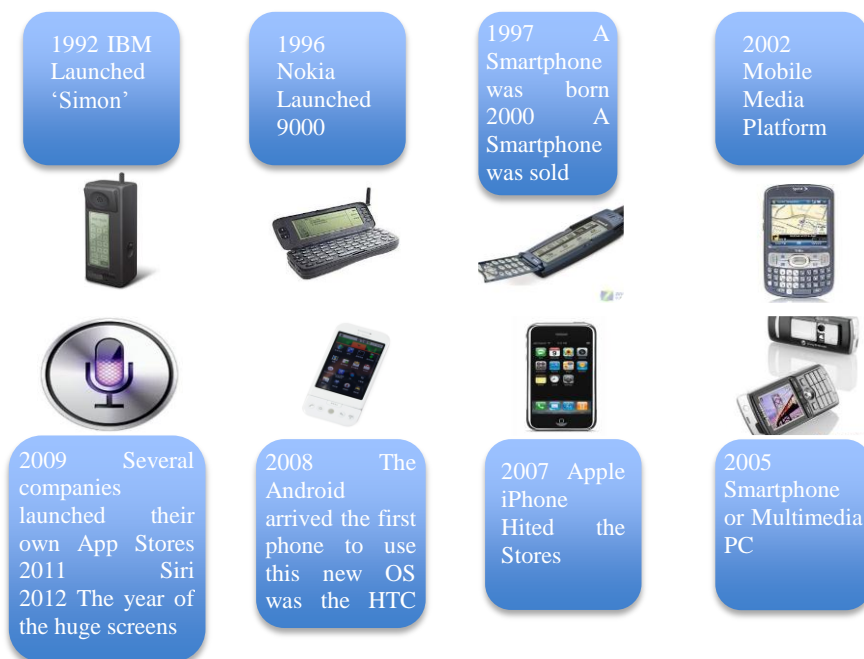 1992 IBM
Launched
‘Simon’
1996
Nokia
Launched
9000
1997 A
Smartphone
was born
2000 A
Smartphone
was sold
2002
Mobile
Media
Platform
2009 Several
companies
launched their
own App Stores
2011 Siri
2012 The year of
the huge screens
2008 The
Android
arrived the first
phone to use
this new OS
was the HTC
2007 Apple
iPhone
Hited the
Stores
2005
Smartphone
or Multimedia
PC